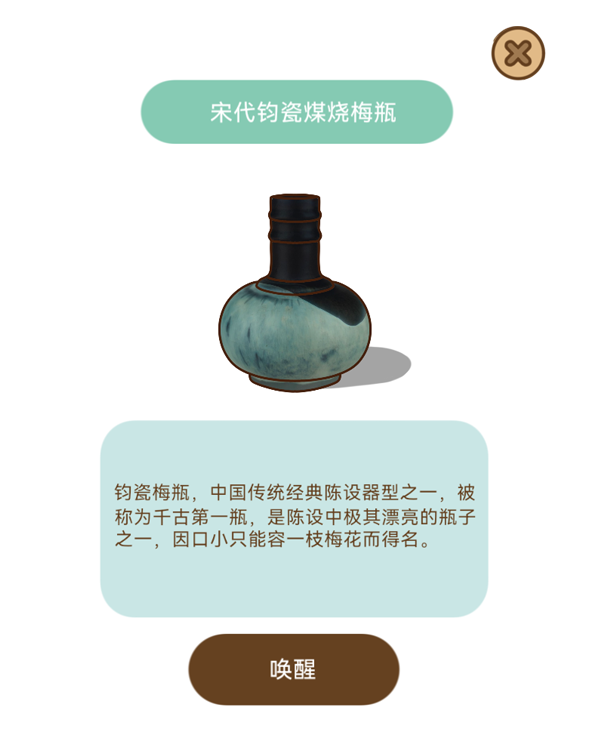 宋代钧瓷煤烧梅瓶
钧瓷梅瓶，中国传统经典陈设器型之一，被
称为千古第一瓶，是陈设中极其漂亮的瓶子
之一，因口小只能容一枝梅花而得名。
唤醒